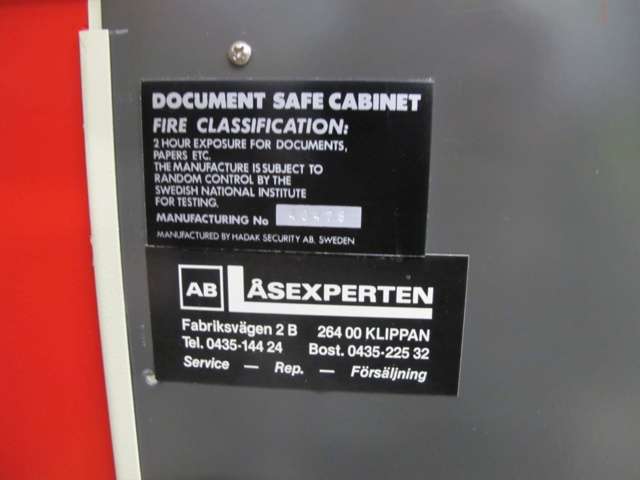 DOCUMENT SAFE CABINET
FIRE CLASSIFICATION:
2 HOUR EXPOSURE FOR DOCUMENTS,
PAPERS ETC.
THE MANUFACTURE IS SUBJECT TO
RANDOM CONTROL BY THE
SWEDISH NATIONAL INSTITUTE
FOR TESTING.
MANUFACTURING No
MANUFACTURED BY HADAK SECURITY AB, SWEDEN
AB LÅSEXPERTEN
Fabriksvägen 2 B 264 00 KLIPPAN
Tel. 0435-144 24 Bost. 0435-225 32
Service — Rep. — Försäljning